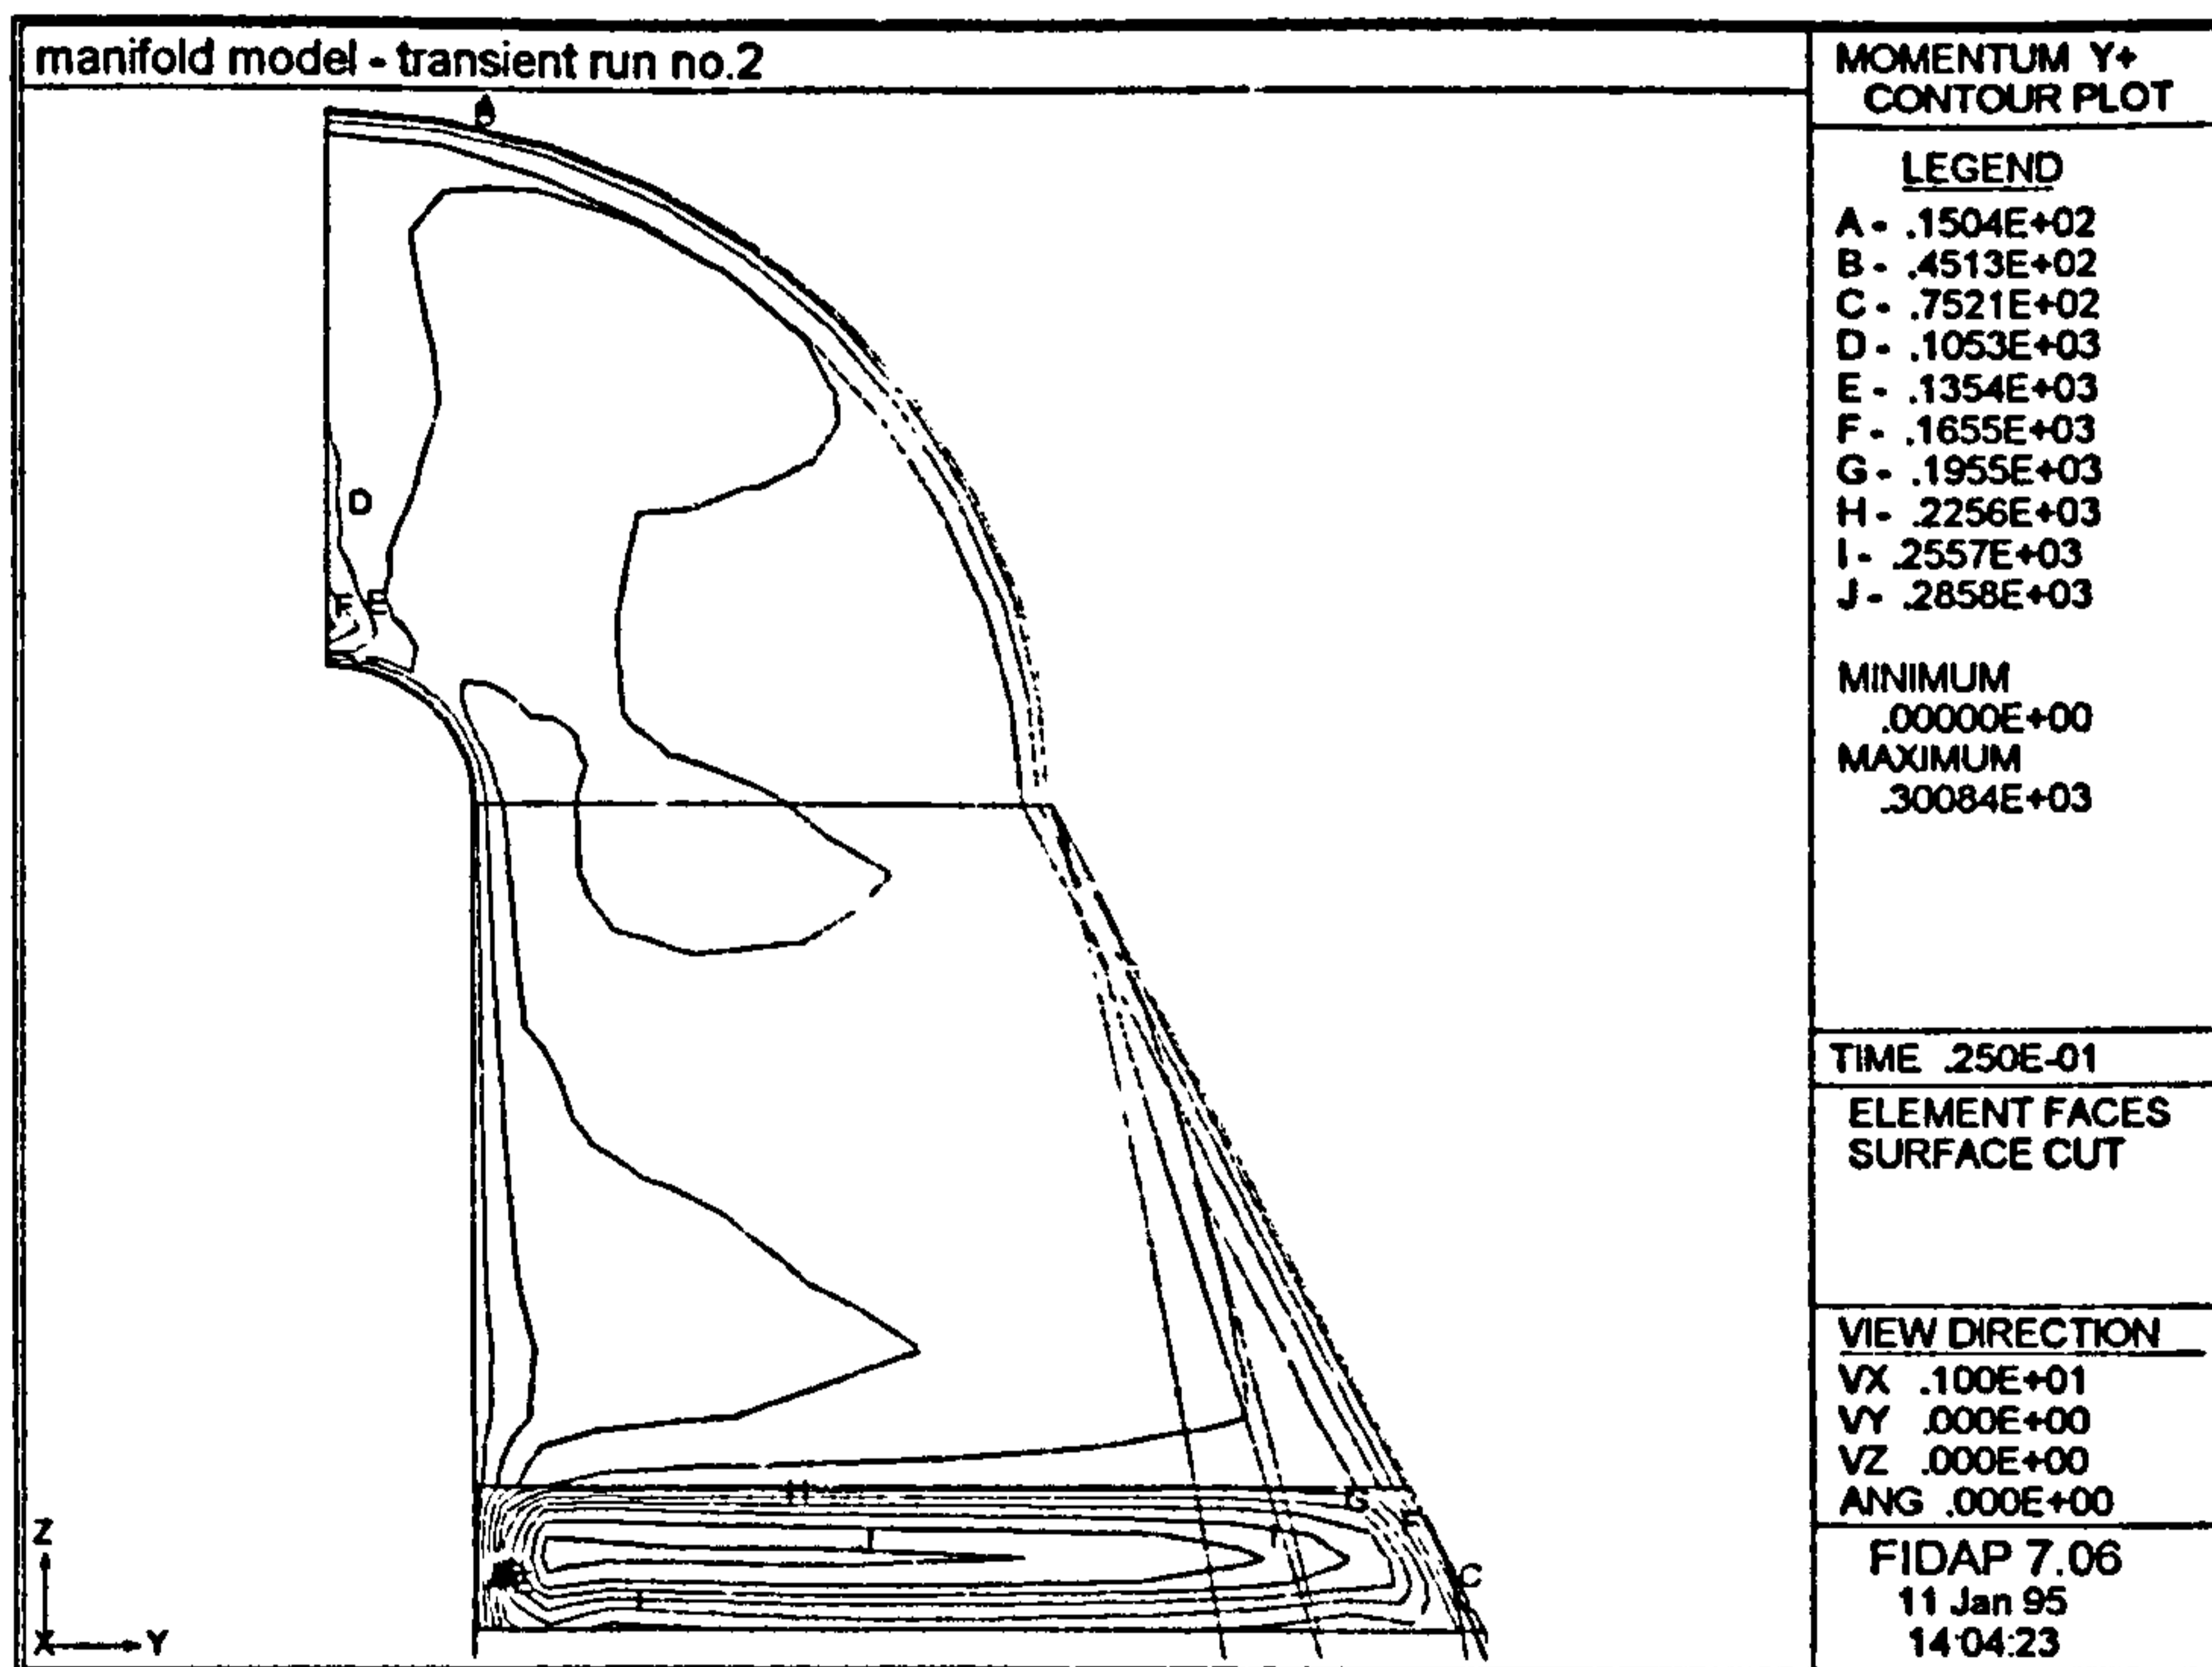 manifold model - transient run no.2
MOMENTUM Y+
CONTOUR PLOT
LEGEND
A - .1504E+02
B - .4513E+02
C - .7521E+02
D - .1053E+03
E - .1354E+03
F - .1655E+03
G - .1955E+03
H - .2256E+03
I - .2557E+03
J - .2858E+03
MINIMUM
.00000E+00
MAXIMUM
.30084E+03
TIME .250E-01
ELEMENT FACES
SURFACE CUT
VIEW DIRECTION
VX .100E+01
VY .000E+00
VZ .000E+00
ANG .000E+00
FIDAP 7.06
11 Jan 95
14:04:23
D
F E
H
G
C
Z
X Y